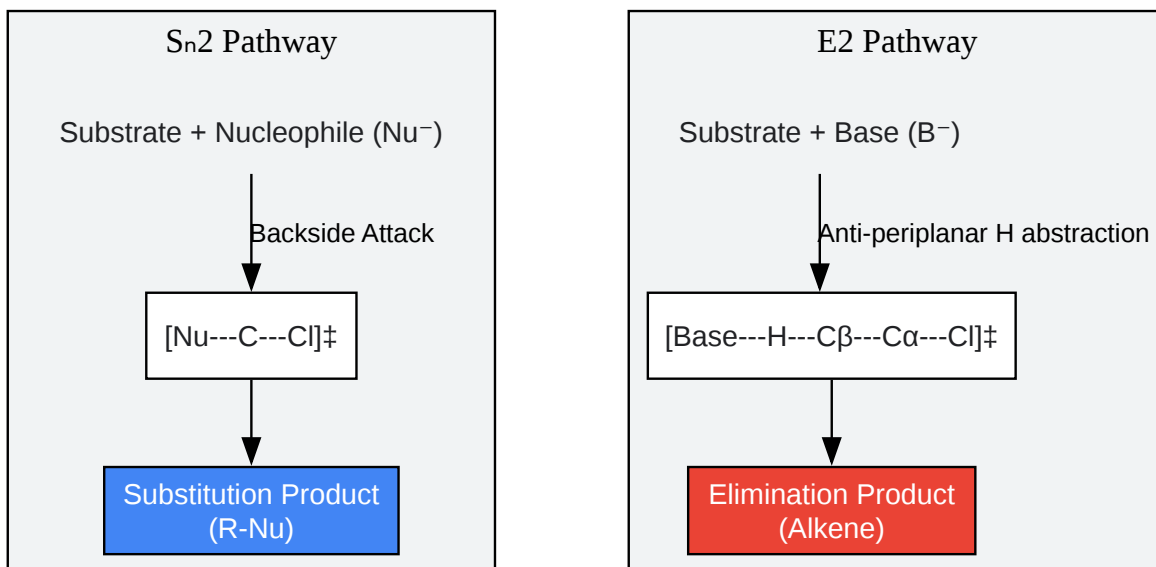 Sₙ2 Pathway
Substrate + Nucleophile (Nu⁻)
Backside Attack
[Nu---C---Cl]‡
Substitution Product
(R-Nu)
E2 Pathway
Substrate + Base (B⁻)
Anti-periplanar H abstraction
[Base---H---Cβ---Cα---Cl]‡
Elimination Product
(Alkene)